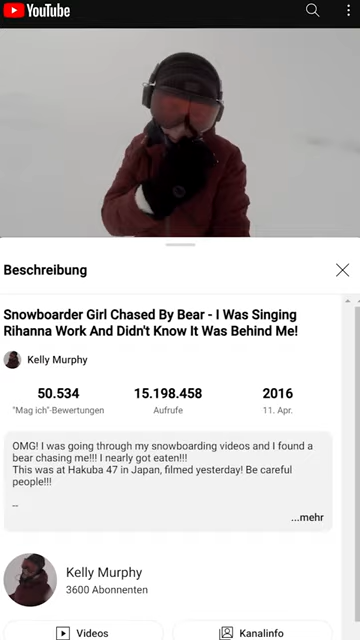 YouTube
Beschreibung
Snowboarder Girl Chased By Bear - I Was Singing
Rihanna Work And Didn't Know It Was Behind Me!
Kelly Murphy
50.534
15.198.458
2016
"Mag ich"-Bewertungen
Aufrufe
11. Apr.
OMG! I was going through my snowboarding videos and I found a
bear chasing me!!! I nearly got eaten!!!
This was at Hakuba 47 in Japan, filmed yesterday! Be careful
people!!!
--
...mehr
Kelly Murphy
3600 Abonnenten
Videos
Kanalinfo